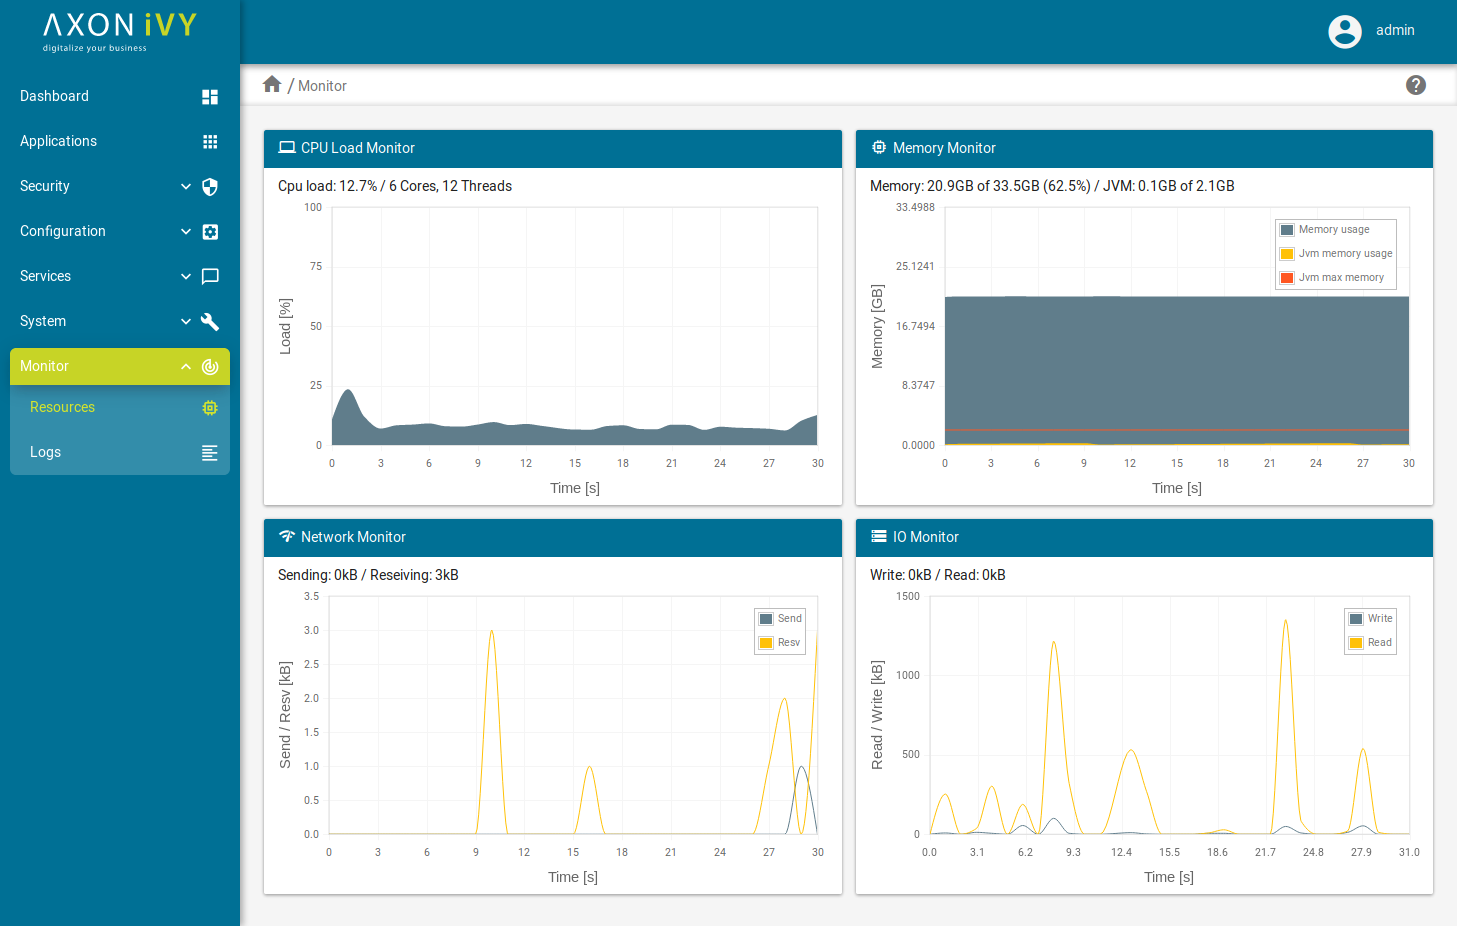 AXON iVY
digitalize your business
admin
Dashboard
Applications
Security
Configuration
Services
System
Monitor
Resources
Logs
/ Monitor
CPU Load Monitor
Cpu load: 12.7% / 6 Cores, 12 Threads
100
75
50
25
0
Load [%]
0 3 6 9 12 15 18 21 24 27 30
Time [s]
Memory Monitor
Memory: 20.9GB of 33.5GB (62.5%) / JVM: 0.1GB of 2.1GB
33.4988
25.1241
16.7494
8.3747
0.0000
Memory [GB]
Memory usage
Jvm memory usage
Jvm max memory
0 3 6 9 12 15 18 21 24 27 30
Time [s]
Network Monitor
Sending: 0kB / Reseiving: 3kB
3.5
3.0
2.5
2.0
1.5
1.0
0.5
0.0
Send / Resv [kB]
Send
Resv
0 3 6 9 12 15 18 21 24 27 30
Time [s]
IO Monitor
Write: 0kB / Read: 0kB
1500
1000
500
0
Read / Write [kB]
Write
Read
0.0 3.1 6.2 9.3 12.4 15.5 18.6 21.7 24.8 27.9 31.0
Time [s]